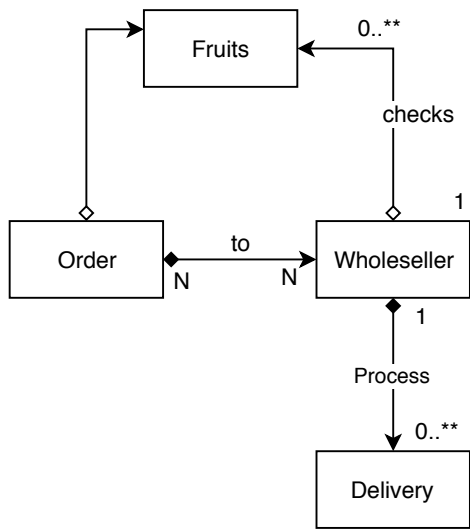 0..**
Fruits
checks
1
Order
to
Wholeseller
N
N
1
Process
0..**
Delivery